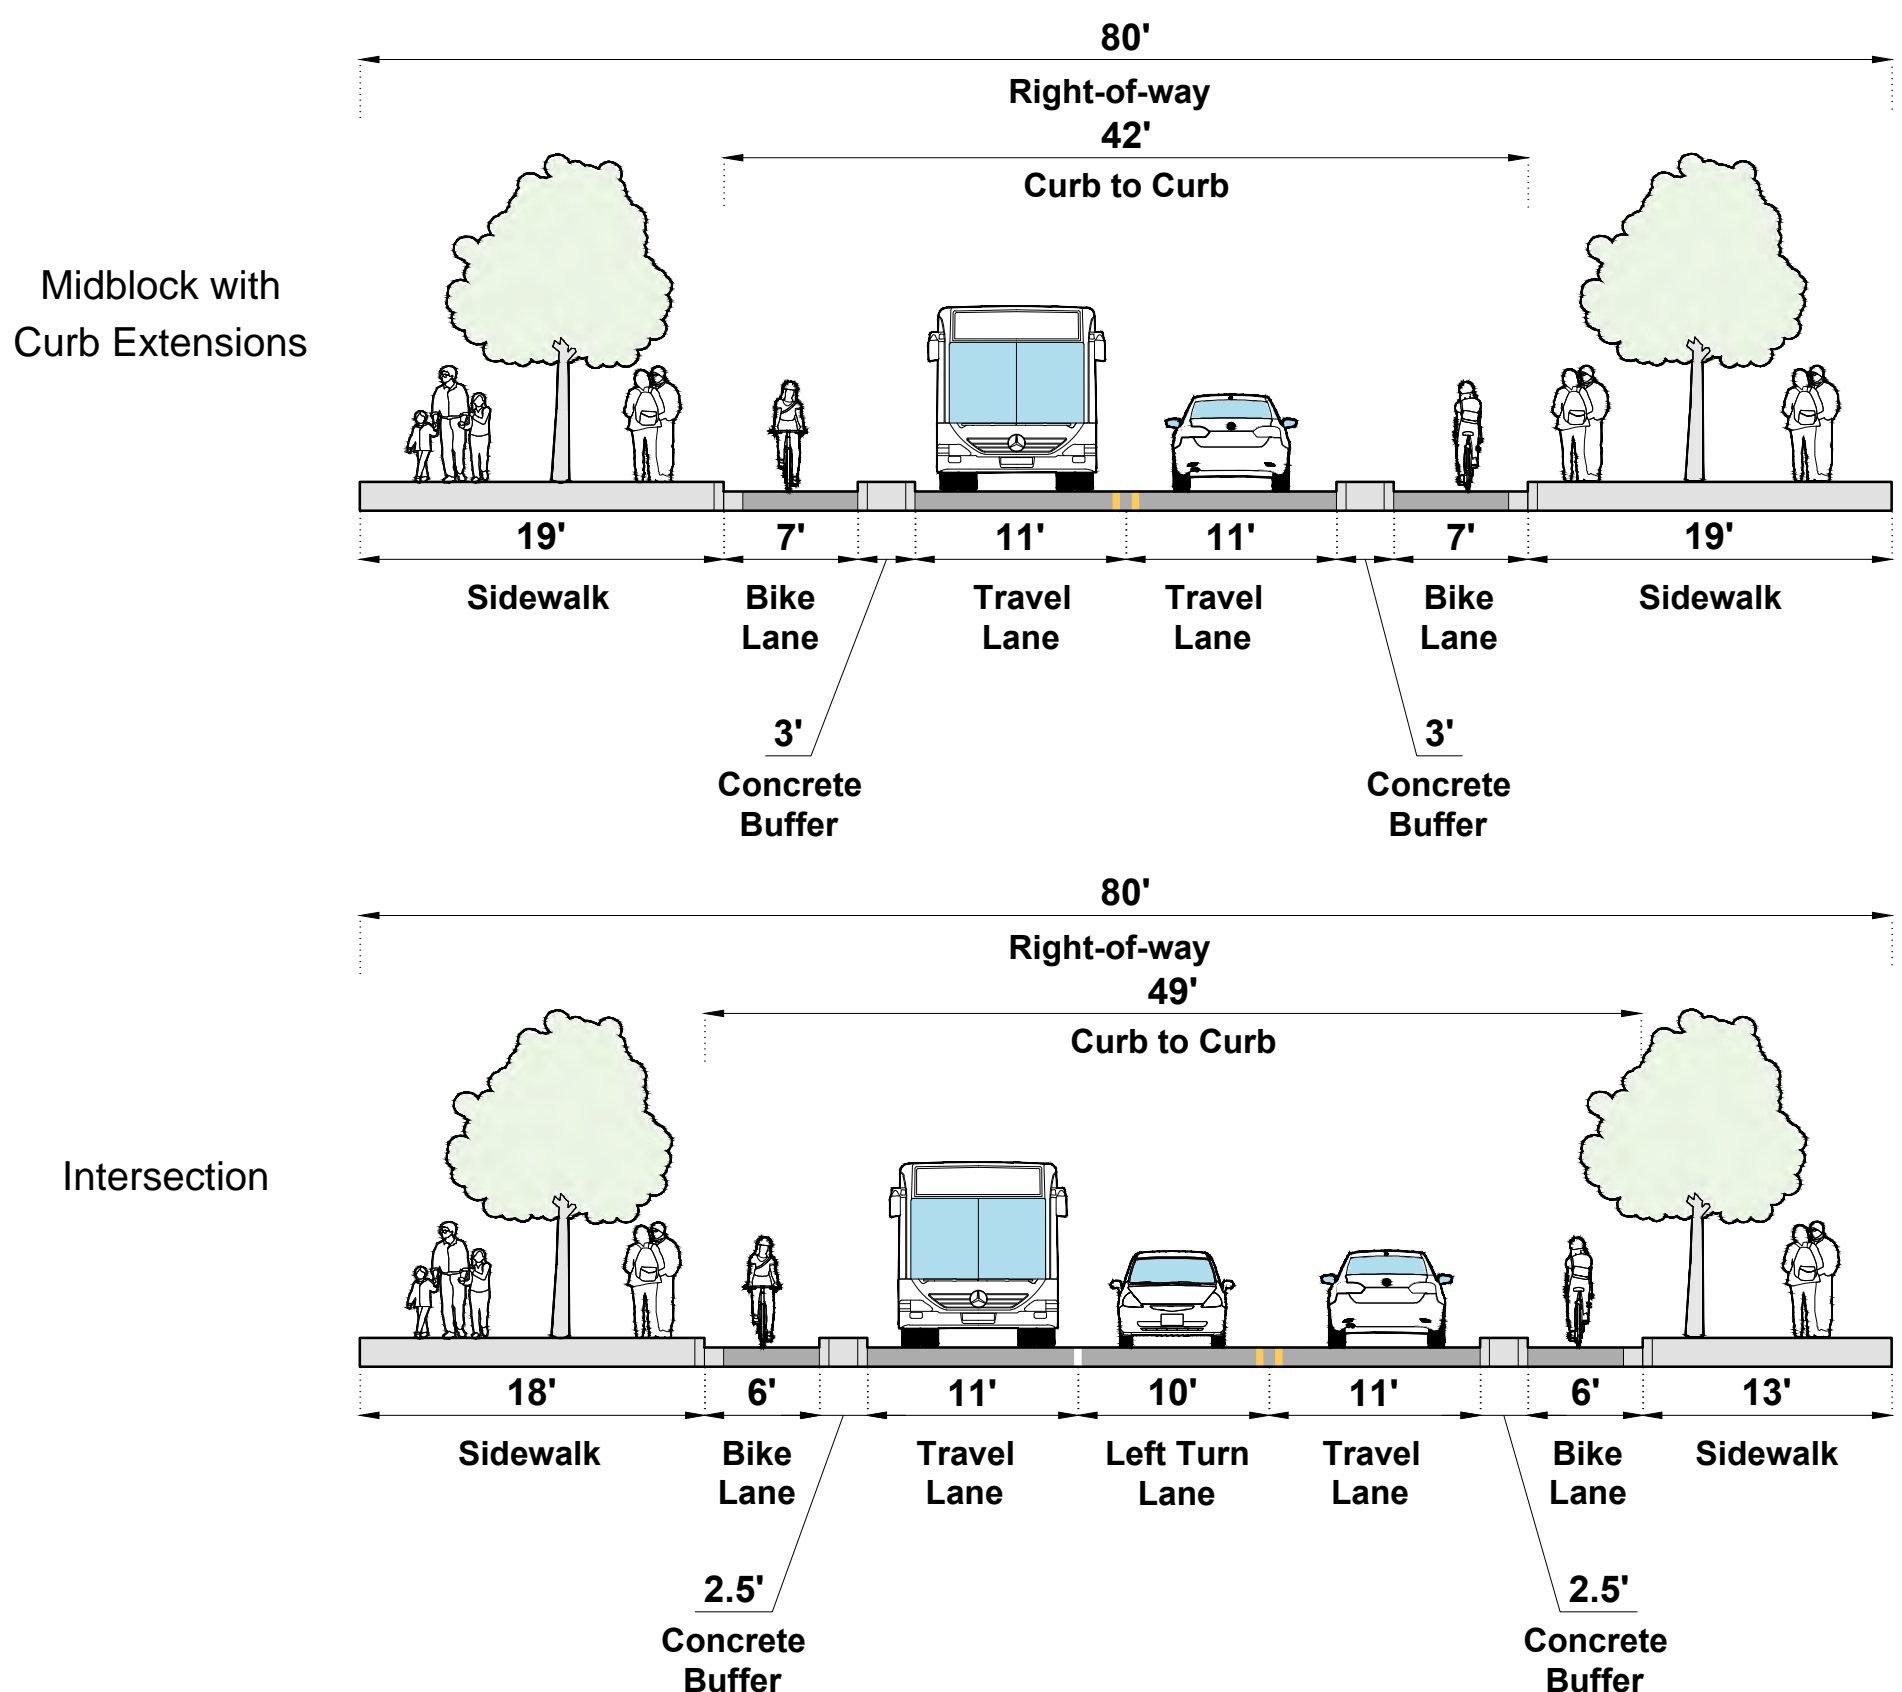 80'
Right-of-way
42'
Curb to Curb
Midblock with
Curb Extensions
19' 7' 11' 11' 7' 19'
Sidewalk Bike Travel Travel Bike Sidewalk
Lane Lane Lane Lane
3' 3'
Concrete Concrete
Buffer Buffer
80'
Right-of-way
49'
Curb to Curb
Intersection
18' 6' 11' 10' 11' 6' 13'
Sidewalk Bike Travel Left Turn Travel Bike Sidewalk
Lane Lane Lane Lane Lane
2.5' 2.5'
Concrete Concrete
Buffer Buffer